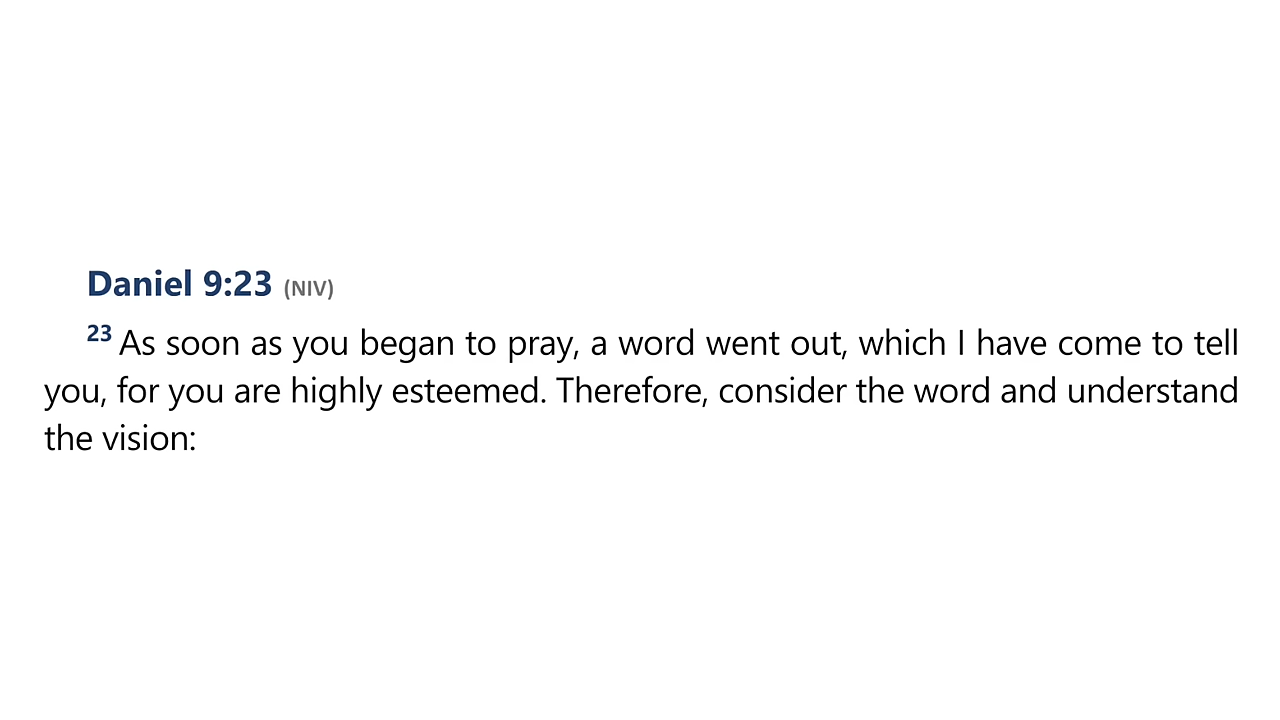 Daniel 9:23 (NIV)
23 As soon as you began to pray, a word went out, which I have come to tell
you, for you are highly esteemed. Therefore, consider the word and understand
the vision: